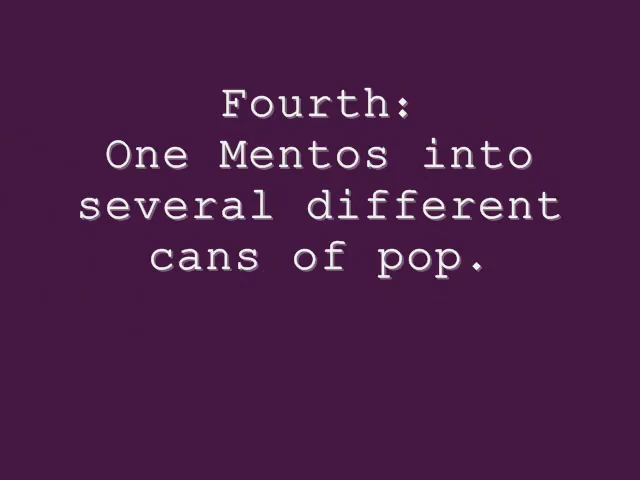 Fourth:
One Mentos into
several different
cans of pop.